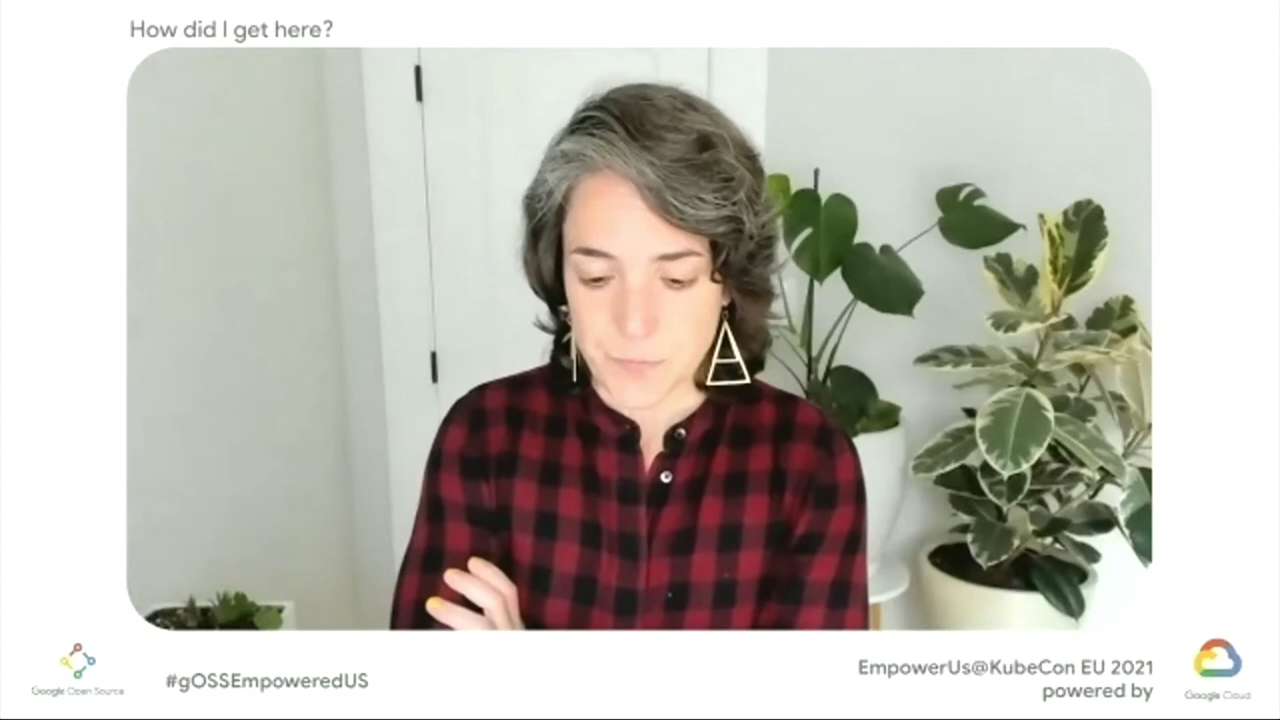 How did I get here?
Google Open Source
#gOSSEmpoweredUS
EmpowerUs@KubeCon EU 2021
powered by
Google Cloud